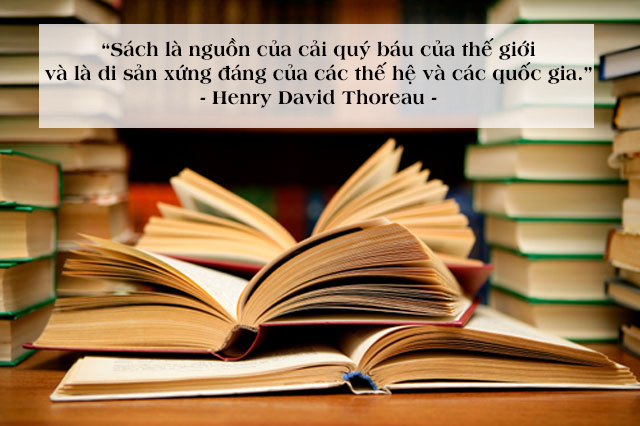 “Sách là nguồn của cải quý báu của thế giới
và là di sản xứng đáng của các thế hệ và các quốc gia.”
- Henry David Thoreau -